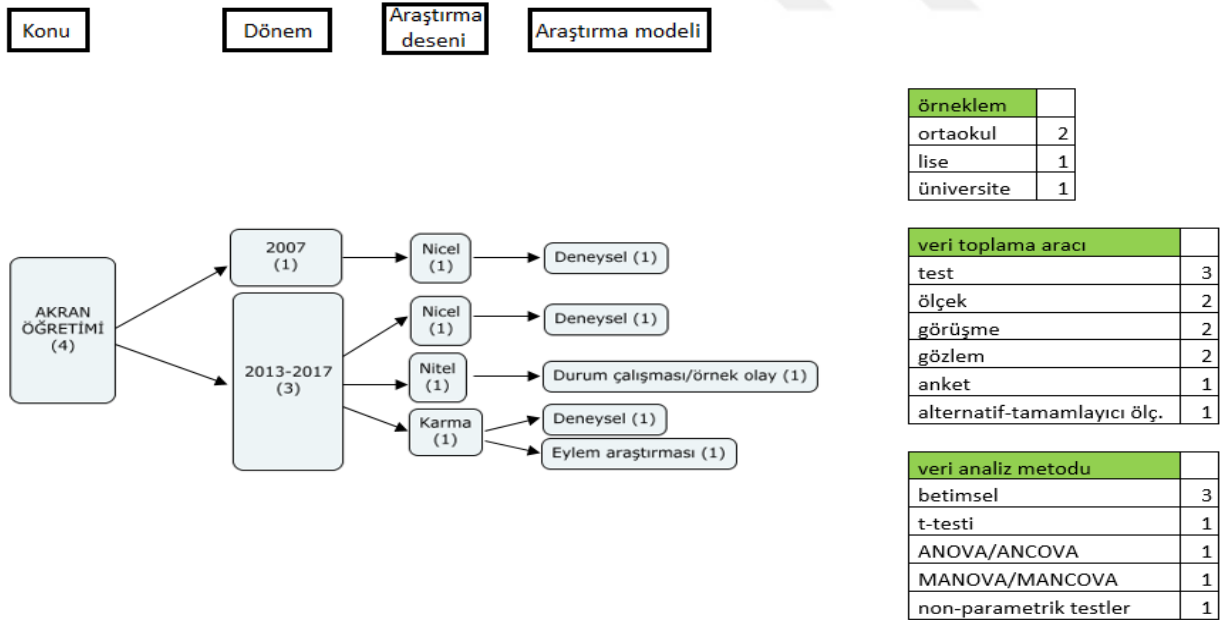 Konu
Dönem
Araştırma
deseni
Araştırma modeli
AKRAN
ÖĞRETİMİ
(4)
2007
(1)
Nicel
(1)
Deneysel (1)
2013-2017
(3)
Nicel
(1)
Deneysel (1)
Nitel
(1)
Durum çalışması/örnek olay (1)
Karma
(1)
Deneysel (1)
Eylem araştırması (1)
örneklem
ortaokul 2
lise 1
üniversite 1
veri toplama aracı
test 3
ölçek 2
görüşme 2
gözlem 2
anket 1
alternatif-tamamlayıcı ölç. 1
veri analiz metodu
betimsel 3
t-testi 1
ANOVA/ANCOVA 1
MANOVA/MANCOVA 1
non-parametrik testler 1